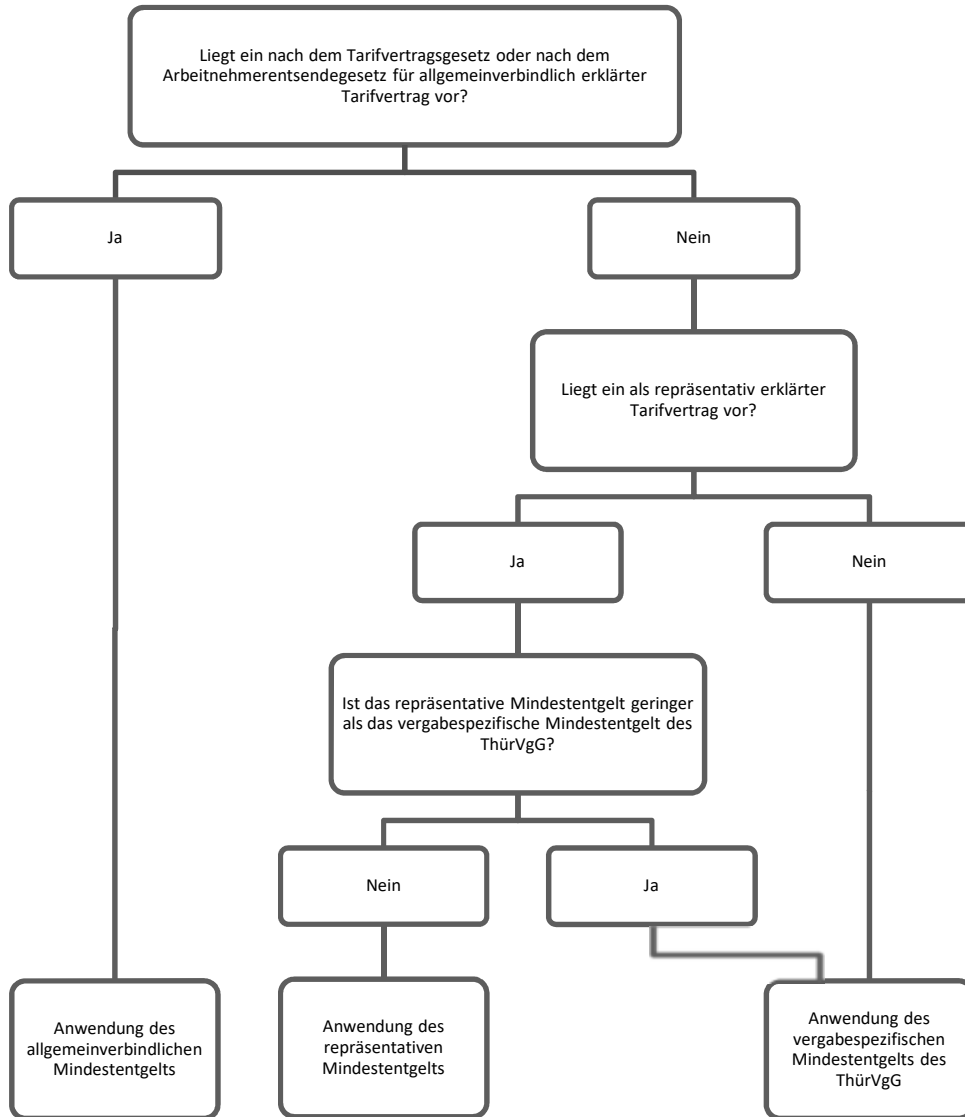 Liegt ein nach dem Tarifvertragsgesetz oder nach dem
Arbeitnehmerentsendegesetz für allgemeinverbindlich erklärter
Tarifvertrag vor?
Ja
Nein
Liegt ein als repräsentativ erklärter
Tarifvertrag vor?
Ja
Nein
Ist das repräsentative Mindestentgelt geringer
als das vergabespezifische Mindestentgelt des
ThürVgG?
Nein
Ja
Anwendung des
allgemeinverbindlichen
Mindestentgelts
Anwendung des
repräsentativen
Mindestentgelts
Anwendung des
vergabespezifischen
Mindestentgelts des
ThürVgG